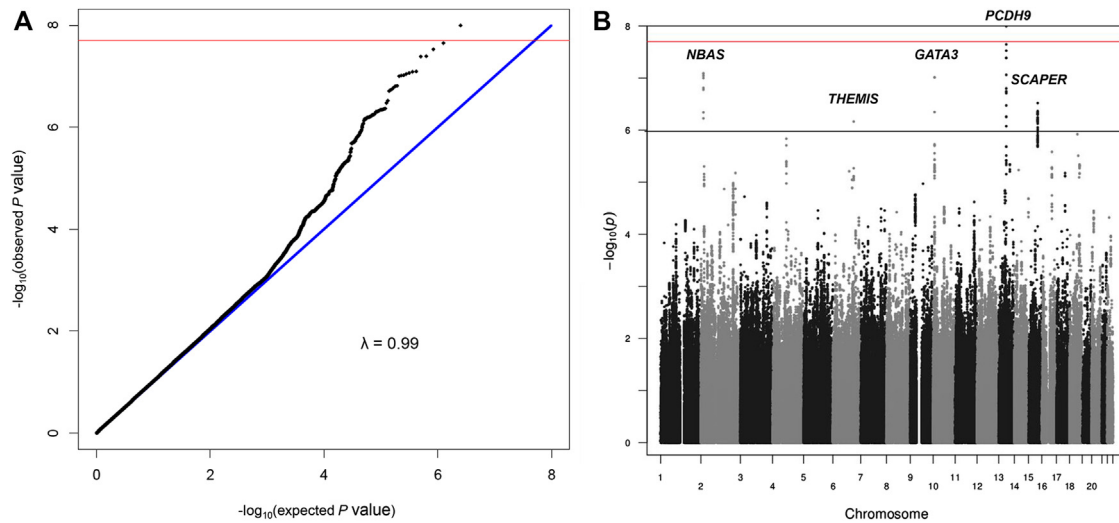 A
8
6
4
2
0
-log10(observed P value)
λ = 0.99
0 2 4 6 8
-log10(expected P value)
B
PCDH9
NBAS
GATA3
SCAPER
THEMIS
8
6
4
2
0
−log10(p)
1 2 3 4 5 6 7 8 9 10 11 12 13 14 15 16 17 18 20
Chromosome